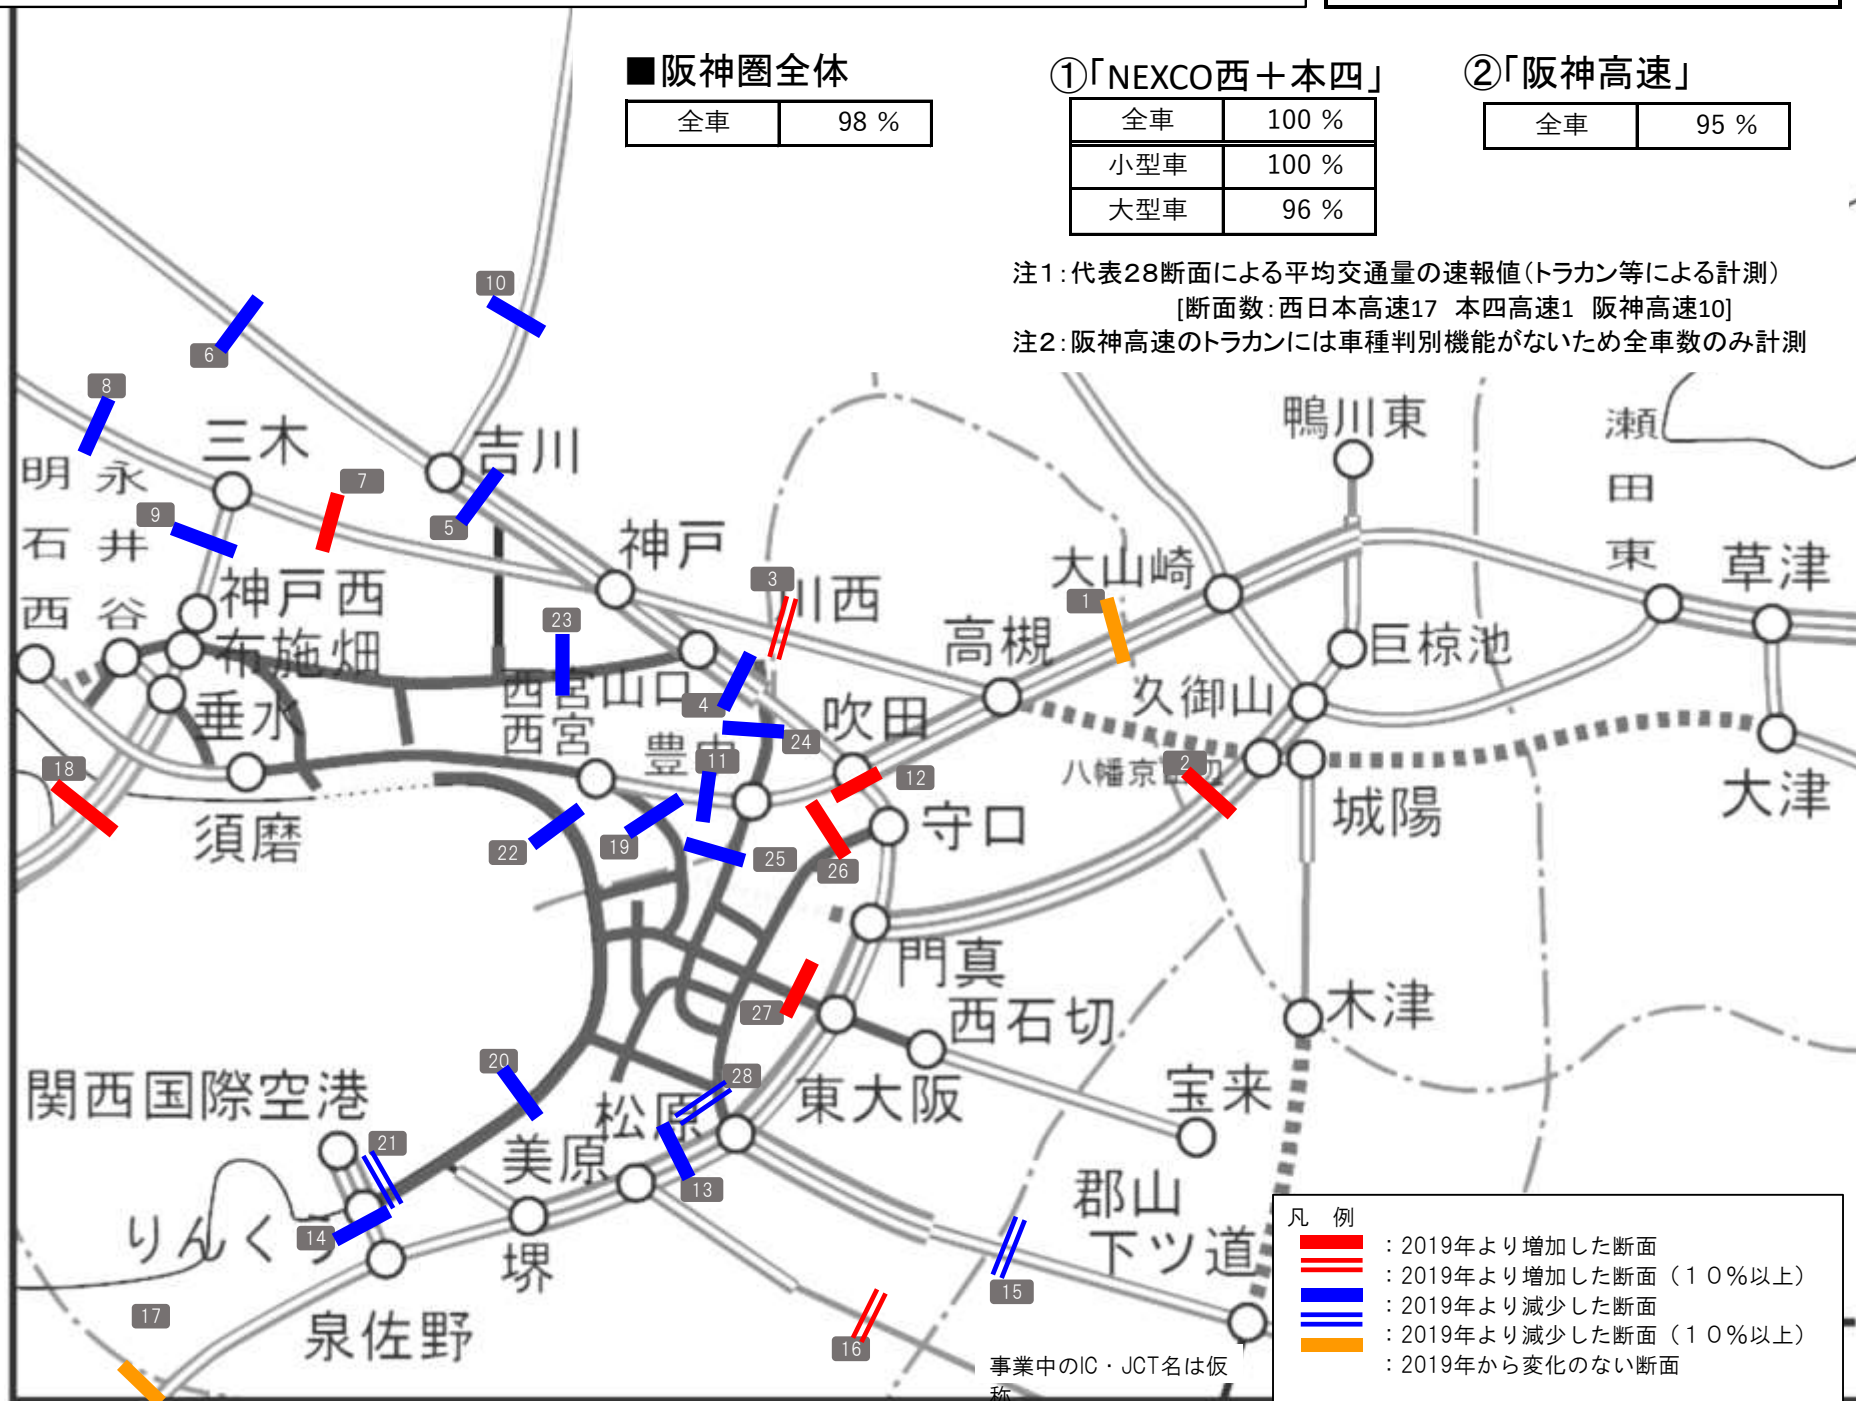 ■阪神圏全体
全車 98 %
①「NEXCO西＋本四」
全車 100 %
小型車 100 %
大型車 96 %
②「阪神高速」
全車 95 %
注1：代表28断面による平均交通量の速報値（トラカン等による計測）
[断面数：西日本高速17 本四高速1 阪神高速10]
注2：阪神高速のトラカンには車種判別機能がないため全車数のみ計測
10
6
8
鴨川東
瀬田東
三木
吉川
明石西
永井谷
7
9
5
神戸
大山崎
草津
神戸西
3
川西
1
布施畑
23
高槻
巨椋池
西宮山口
4
久御山
垂水
西宮
吹田
24
豊中
11
12
2
八幡京田辺
18
大津
須磨
22
19
25
26
守口
城陽
門真
27
西石切
木津
20
28
関西国際空港
松原
東大阪
宝来
21
美原
13
郡山下ツ道
りんくう
14
堺
15
17
泉佐野
16
事業中のIC・JCT名は仮称
凡 例
：2019年より増加した断面
：2019年より増加した断面（１０％以上）
：2019年より減少した断面
：2019年より減少した断面（１０％以上）
：2019年から変化のない断面